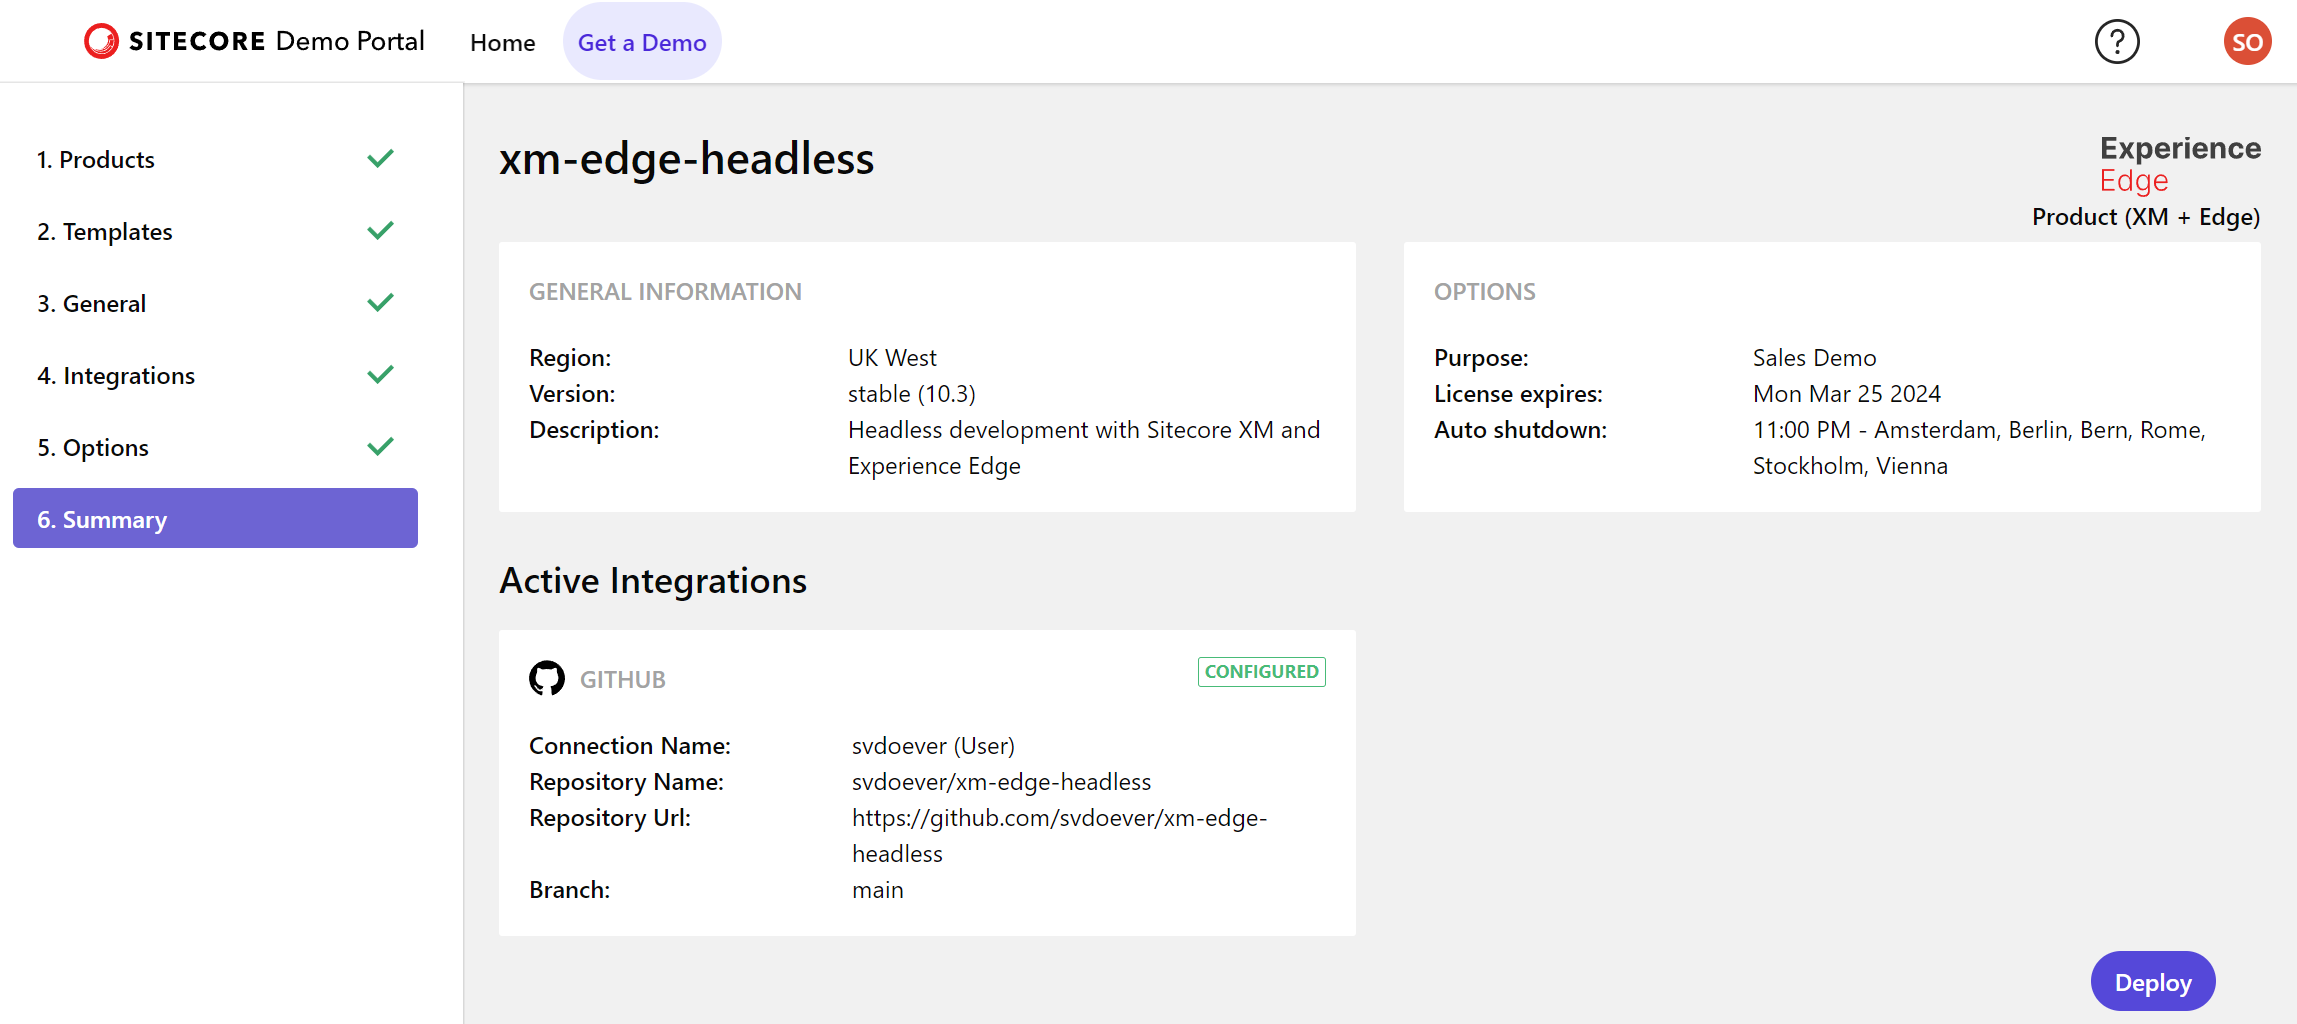 SITECORE Demo Portal
Home
Get a Demo
?
SO
1. Products
2. Templates
3. General
4. Integrations
5. Options
6. Summary
xm-edge-headless
Experience
Edge
Product (XM + Edge)
GENERAL INFORMATION
Region: UK West
Version: stable (10.3)
Description: Headless development with Sitecore XM and
Experience Edge
OPTIONS
Purpose: Sales Demo
License expires: Mon Mar 25 2024
Auto shutdown: 11:00 PM - Amsterdam, Berlin, Bern, Rome,
Stockholm, Vienna
Active Integrations
GITHUB
CONFIGURED
Connection Name: svdoever (User)
Repository Name: svdoever/xm-edge-headless
Repository Url: https://github.com/svdoever/xm-edge-
headless
Branch: main
Deploy